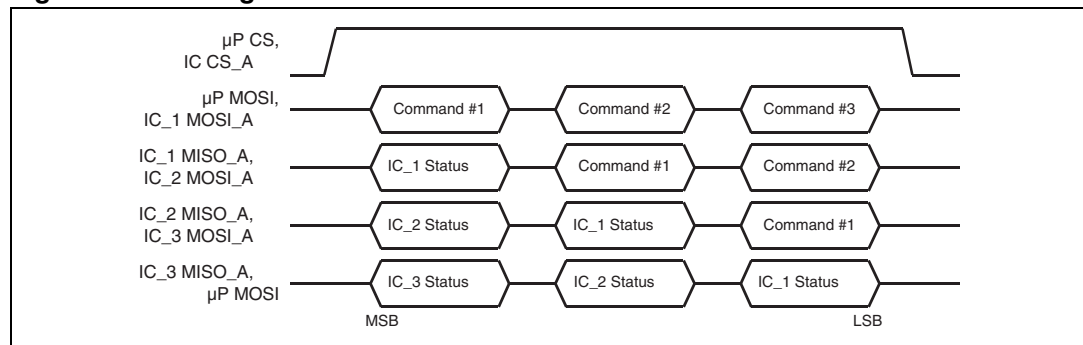 µP CS,
IC CS_A
µP MOSI,
IC_1 MOSI_A
Command #1
Command #2
Command #3
IC_1 MISO_A,
IC_2 MOSI_A
IC_1 Status
Command #1
Command #2
IC_2 MISO_A,
IC_3 MOSI_A
IC_2 Status
IC_1 Status
Command #1
IC_3 MISO_A,
µP MOSI
IC_3 Status
IC_2 Status
IC_1 Status
MSB
LSB